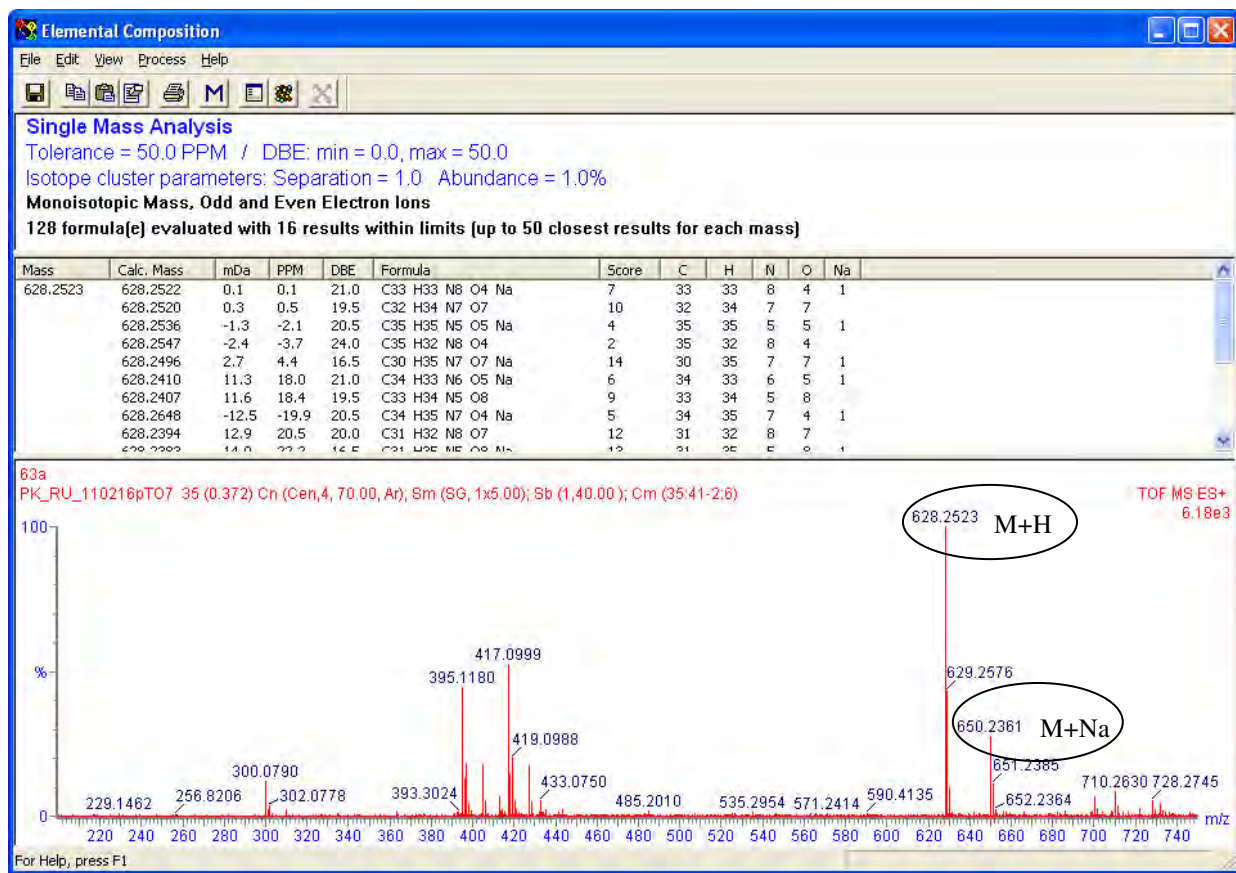 Elemental Composition
File Edit View Process Help
M
Single Mass Analysis
Tolerance = 50.0 PPM / DBE: min = 0.0, max = 50.0
Isotope cluster parameters: Separation = 1.0 Abundance = 1.0%
Monoisotopic Mass, Odd and Even Electron Ions
128 formula(e) evaluated with 16 results within limits (up to 50 closest results for each mass)
Mass Calc. Mass mDa PPM DBE Formula Score C H N O Na
628.2523 628.2522 0.1 0.1 21.0 C33 H33 N8 O4 Na 7 33 33 8 4 1
628.2520 0.3 0.5 19.5 C32 H34 N7 O7 10 32 34 7 7
628.2536 -1.3 -2.1 20.5 C35 H35 N5 O5 Na 4 35 35 5 5 1
628.2547 -2.4 -3.7 24.0 C35 H32 N8 O4 2 35 32 8 4
628.2496 2.7 4.4 16.5 C30 H35 N7 O7 Na 14 30 35 7 7 1
628.2410 11.3 18.0 21.0 C34 H33 N6 O5 Na 6 34 33 6 5 1
628.2407 11.6 18.4 19.5 C33 H34 N5 O8 9 33 34 5 8
628.2648 -12.5 -19.9 20.5 C34 H35 N7 O4 Na 5 34 35 7 4 1
628.2394 12.9 20.5 20.0 C31 H32 N8 O7 12 31 32 8 7
63a
PK_RU_110216pTO7 35 (0.372) Cn (Cen,4, 70.00, Ar); Sm (SG, 1x5.00); Sb (1,40.00 ); Cm (35:41-2:6)
TOF MS ES+
6.18e3
100
%
0
628.2523 M+H
417.0999
395.1180
629.2576
650.2361 M+Na
419.0988
651.2385
300.0790
433.0750
710.2630 728.2745
229.1462 256.8206 302.0778 393.3024 485.2010 535.2954 571.2414 590.4135 652.2364
220 240 260 280 300 320 340 360 380 400 420 440 460 480 500 520 540 560 580 600 620 640 660 680 700 720 740 m/z
For Help, press F1